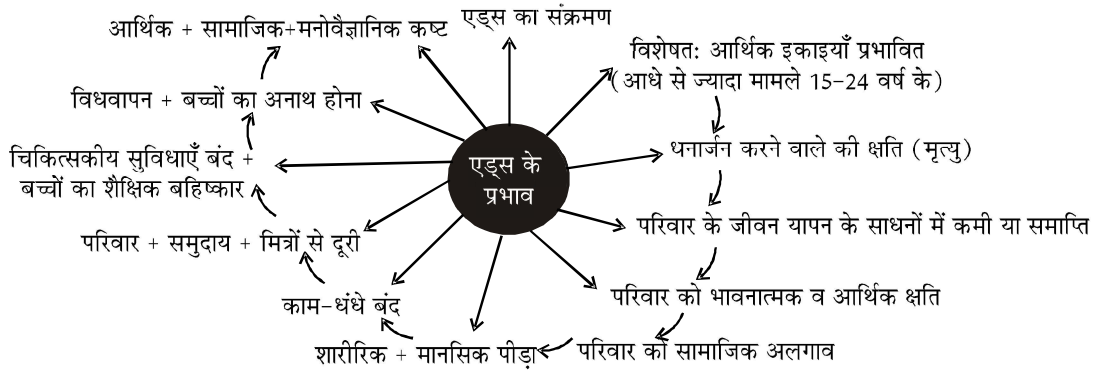 एड्स का संक्रमण
विशेषत: आर्थिक इकाइयाँ प्रभावित
(आधे से ज्यादा मामले 15-24 वर्ष के)
धनार्जन करने वाले की क्षति (मृत्यु)
परिवार के जीवन यापन के साधनों में कमी या समाप्ति
परिवार को भावनात्मक व आर्थिक क्षति
परिवार को सामाजिक अलगाव
शारीरिक + मानसिक पीड़ा
काम-धंधे बंद
परिवार + समुदाय + मित्रों से दूरी
चिकित्सकीय सुविधाएँ बंद +
बच्चों का शैक्षिक बहिष्कार
विधवापन + बच्चों का अनाथ होना
आर्थिक + सामाजिक+मनोवैज्ञानिक कष्ट
एड्स के
प्रभाव